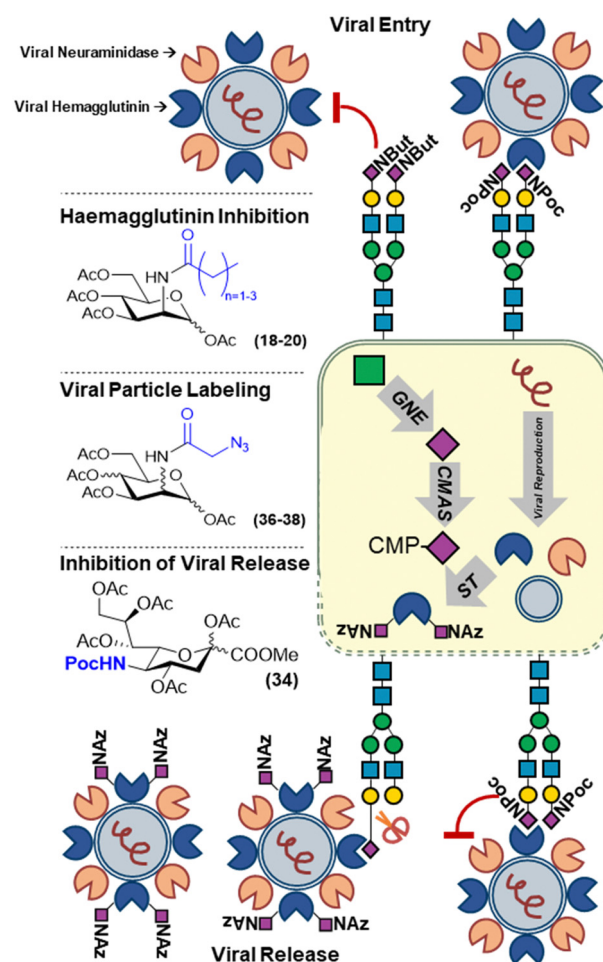 Viral Entry
Viral Neuraminidase
Viral Hemagglutinin
NBut
NBut
NPoc
NPoc
Haemagglutinin Inhibition
O
AcO
HN
AcO
AcO
O
n=1-3
OAc
(18-20)
Viral Particle Labeling
O
AcO
HN
N3
AcO
AcO
O
OAc
(36-38)
Inhibition of Viral Release
OAc
AcO
OAc
OAc
AcO
O
COOMe
PocHN
OAc
(34)
GNE
CMAS
CMP
ST
NAz
NAz
Viral Reproduction
NAz
NAz
NAz
NAz
NAz
NAz
NAz
NAz
NPoc
NPoc
Viral Release